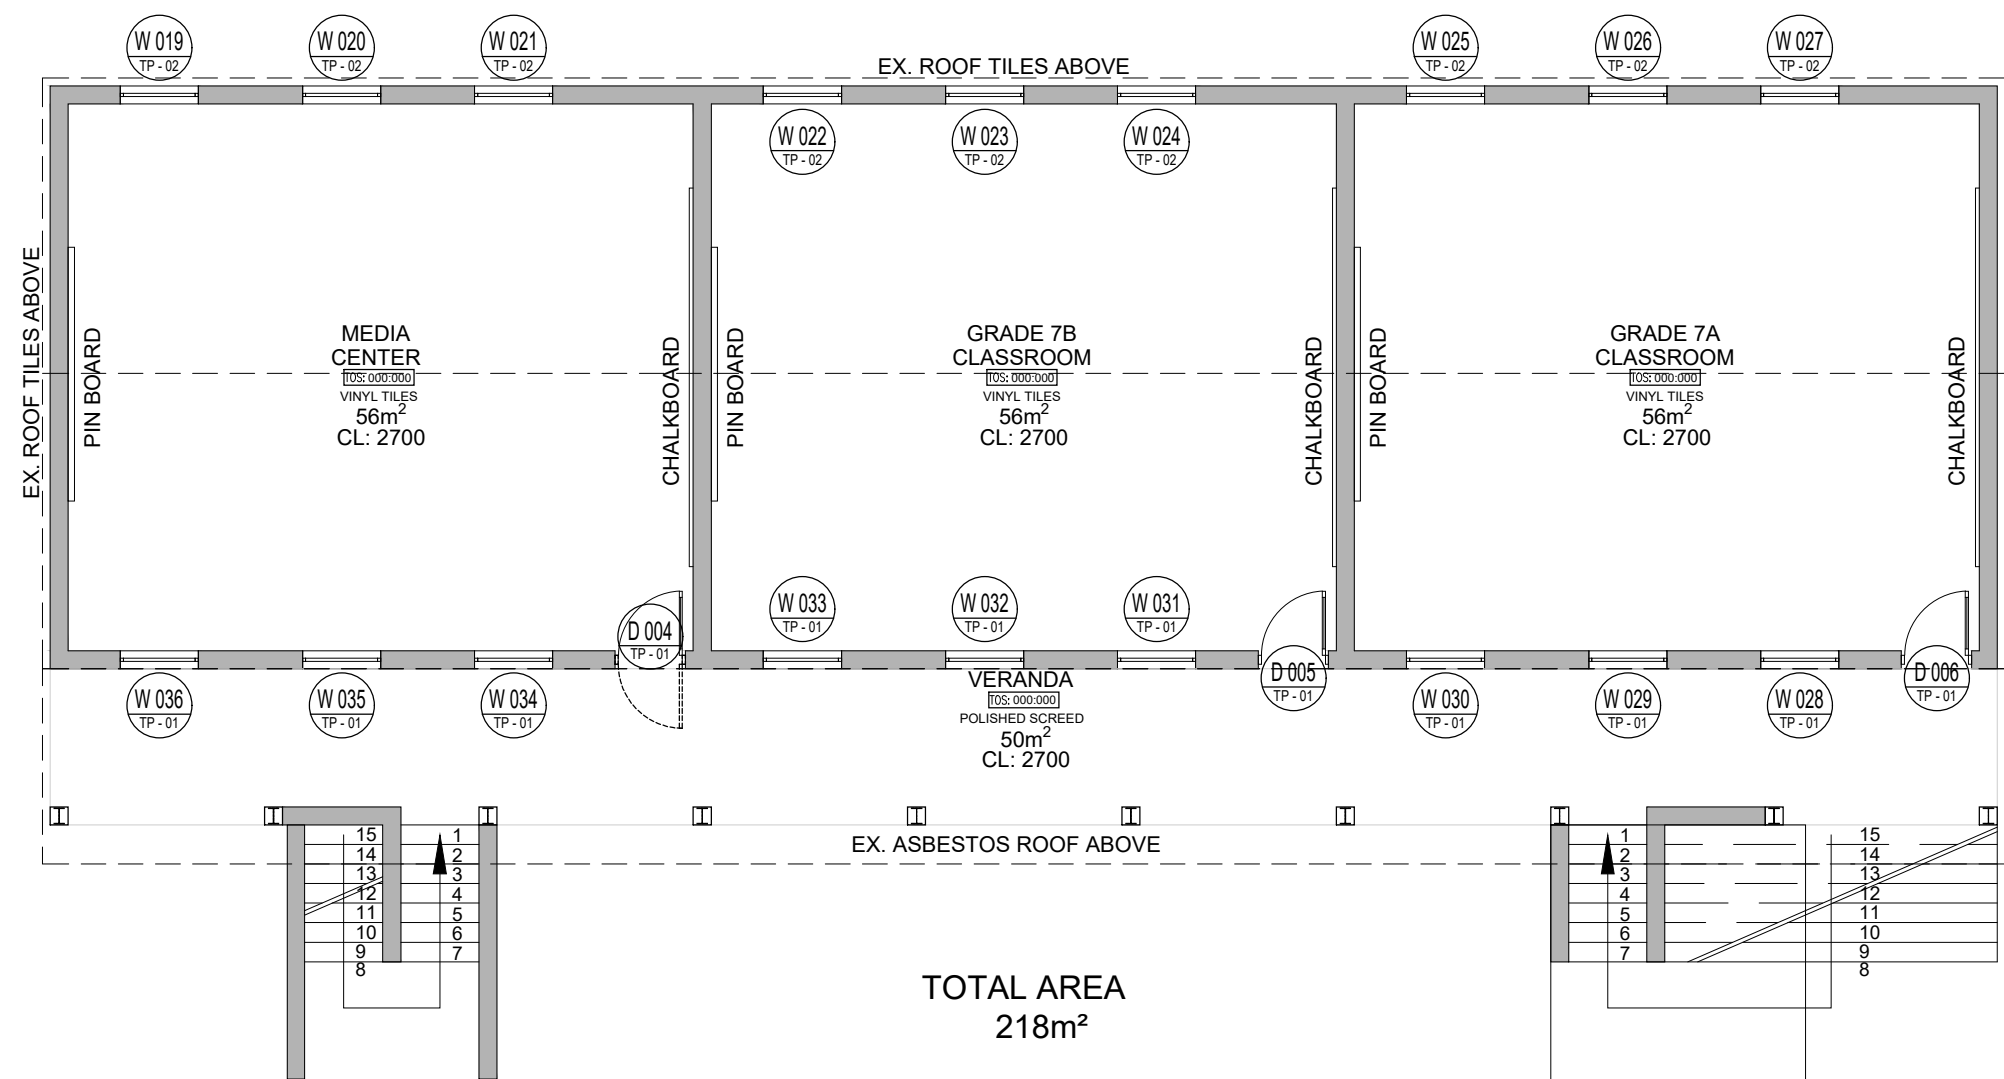 W 019
TP - 02
W 020
TP - 02
W 021
TP - 02
W 025
TP - 02
W 026
TP - 02
W 027
TP - 02
EX. ROOF TILES ABOVE
W 022
TP - 02
W 023
TP - 02
W 024
TP - 02
EX. ROOF TILES ABOVE
PIN BOARD
MEDIA
CENTER
TOS: 000:000
VINYL TILES
56m²
CL: 2700
CHALKBOARD
PIN BOARD
GRADE 7B
CLASSROOM
TOS: 000:000
VINYL TILES
56m²
CL: 2700
CHALKBOARD
PIN BOARD
GRADE 7A
CLASSROOM
TOS: 000:000
VINYL TILES
56m²
CL: 2700
CHALKBOARD
W 033
TP - 01
W 032
TP - 01
W 031
TP - 01
D 004
TP - 01
D 005
TP - 01
D 006
TP - 01
W 036
TP - 01
W 035
TP - 01
W 034
TP - 01
VERANDA
TOS: 000:000
POLISHED SCREED
50m²
CL: 2700
W 030
TP - 01
W 029
TP - 01
W 028
TP - 01
EX. ASBESTOS ROOF ABOVE
15
14
13
12
11
10
9
8
1
2
3
4
5
6
7
1
2
3
4
5
6
7
15
14
13
12
11
10
9
8
TOTAL AREA
218m²